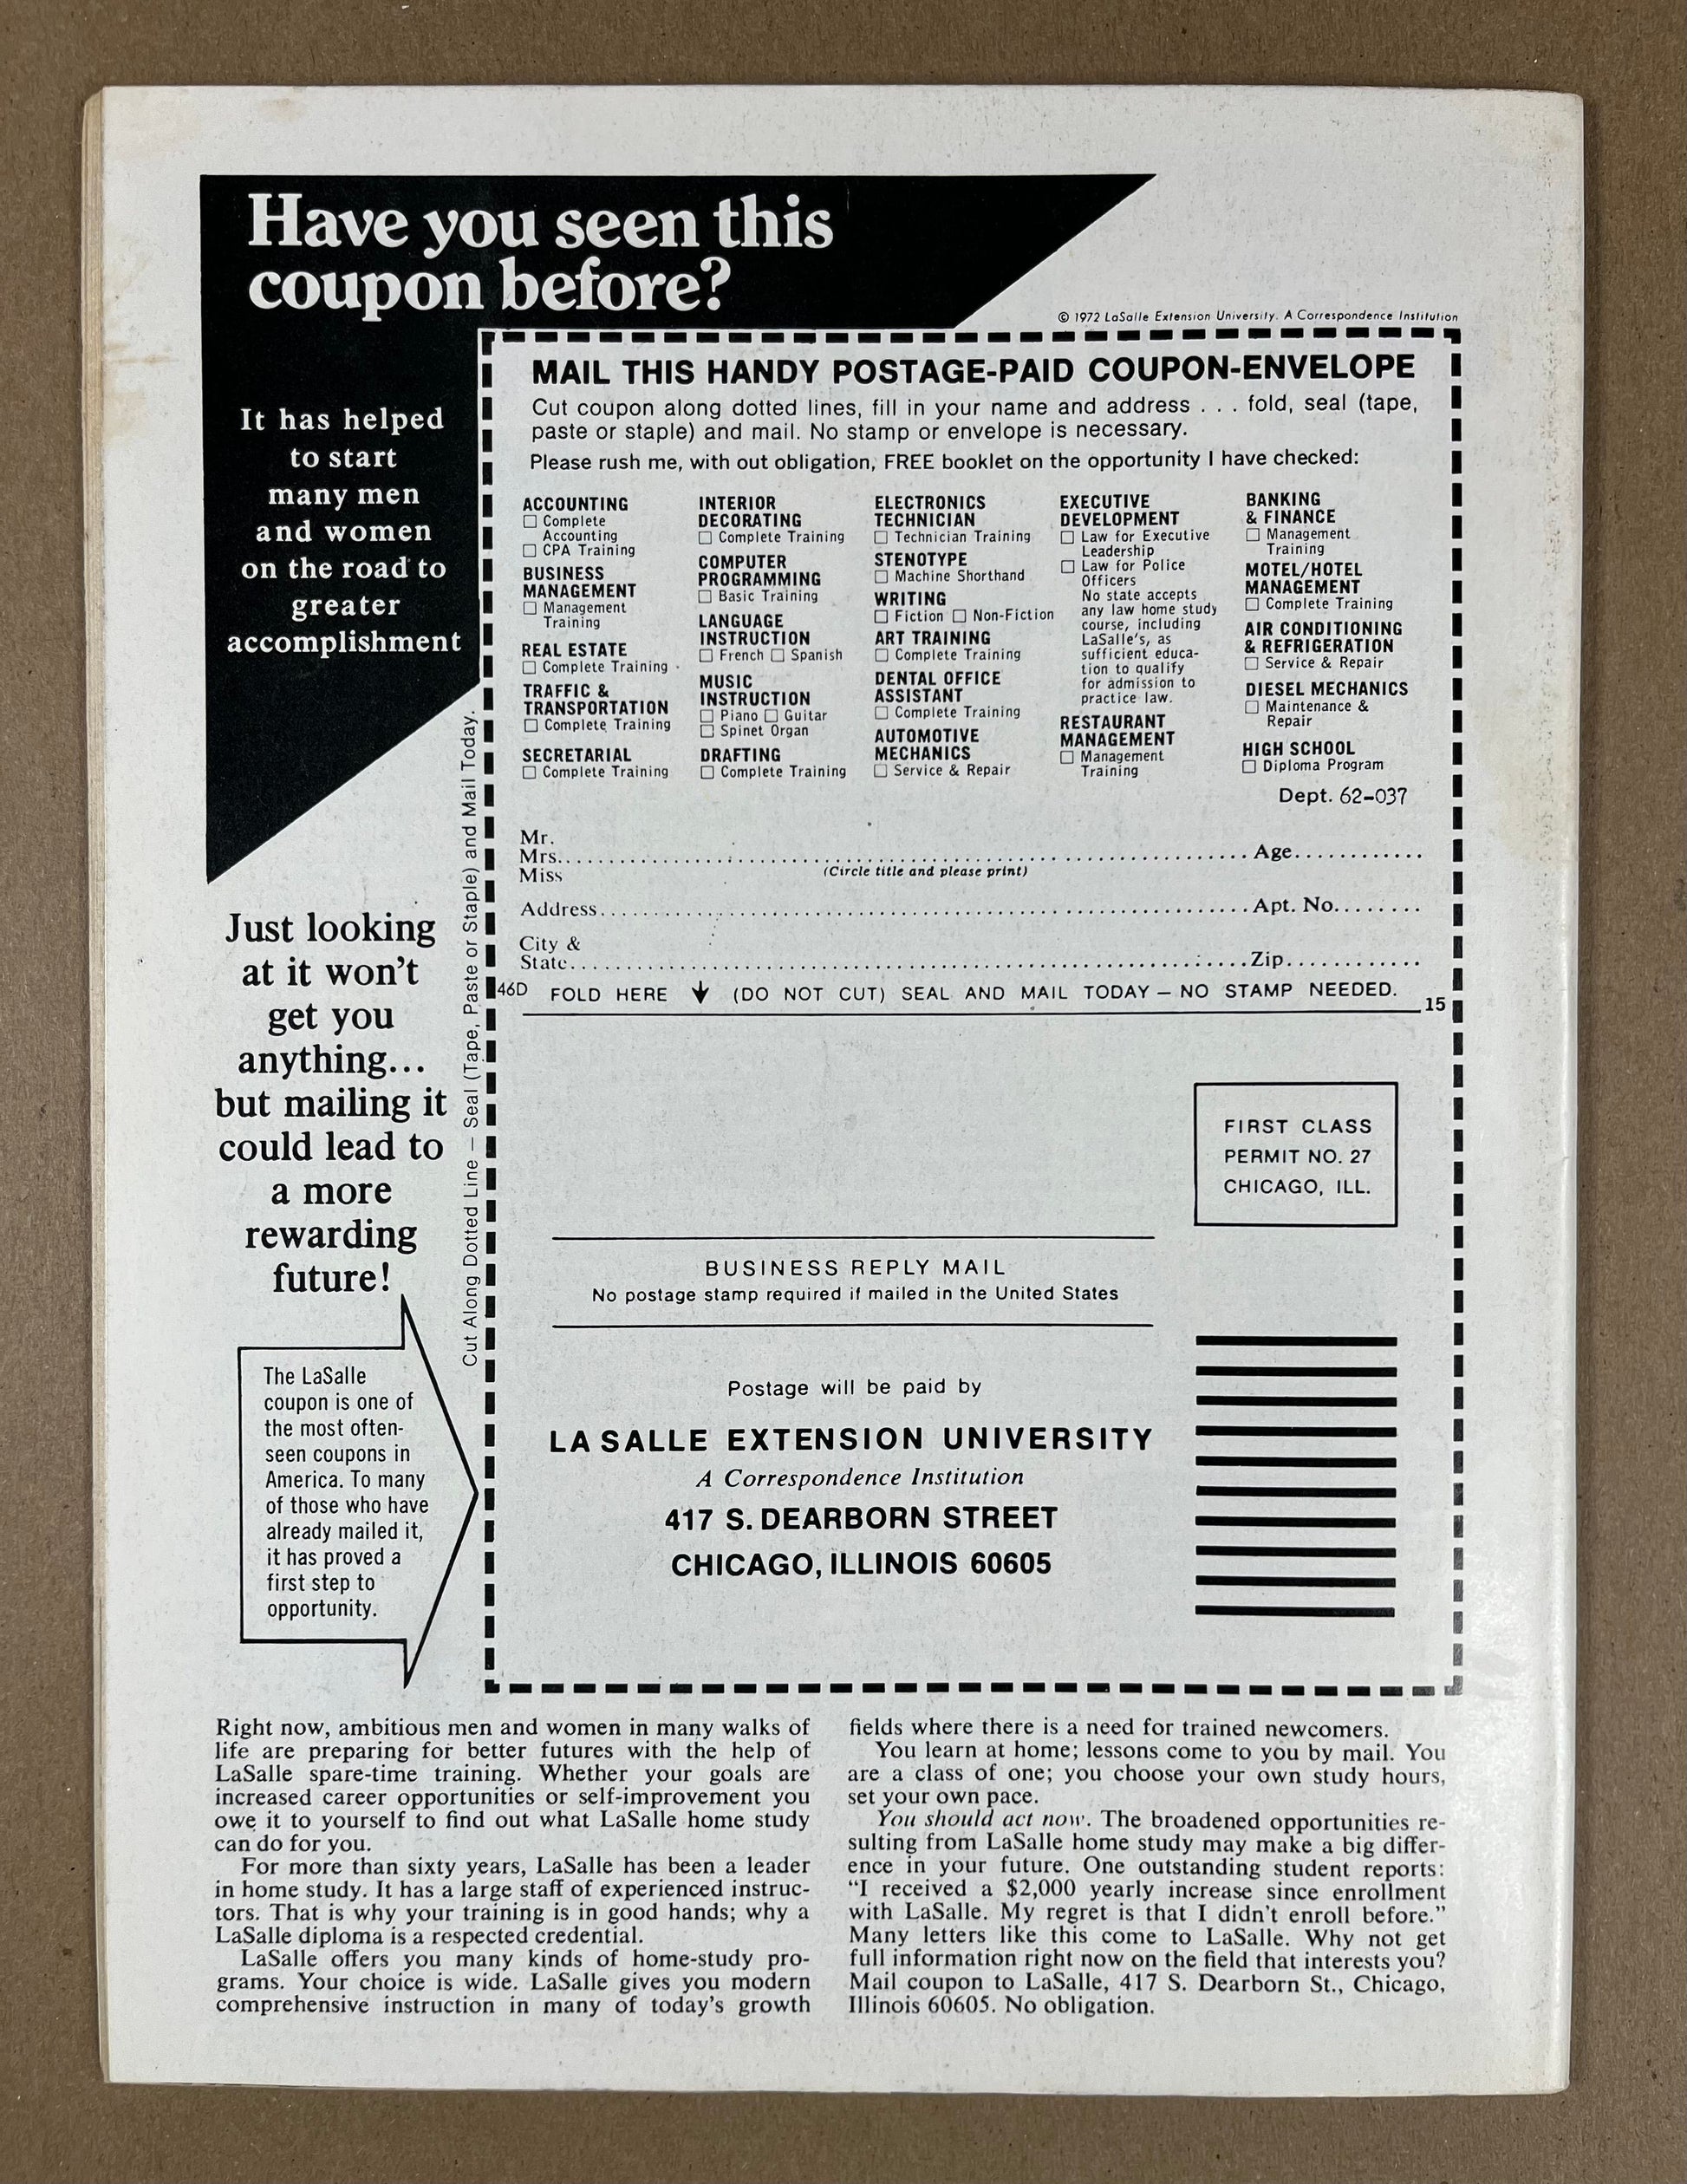 Have you seen this
coupon before?
© 1972 LaSalle Extension University. A Correspondence Institution
It has helped
to start
many men
and women
on the road to
greater
accomplishment
Just looking
at it won't
get you
anything...
but mailing it
could lead to
a more
rewarding
future!
The LaSalle
coupon is one of
the most often-
seen coupons in
America. To many
of those who have
already mailed it,
it has proved a
first step to
opportunity.
Cut Along Dotted Line – Seal (Tape, Paste or Staple) and Mail Today.
MAIL THIS HANDY POSTAGE-PAID COUPON-ENVELOPE
Cut coupon along dotted lines, fill in your name and address . . . fold, seal (tape,
paste or staple) and mail. No stamp or envelope is necessary.
Please rush me, with out obligation, FREE booklet on the opportunity I have checked:
ACCOUNTING
☐ Complete
Accounting
☐ CPA Training
BUSINESS
MANAGEMENT
☐ Management
Training
REAL ESTATE
☐ Complete Training
TRAFFIC &
TRANSPORTATION
☐ Complete Training
SECRETARIAL
☐ Complete Training
INTERIOR
DECORATING
☐ Complete Training
COMPUTER
PROGRAMMING
☐ Basic Training
LANGUAGE
INSTRUCTION
☐ French ☐ Spanish
MUSIC
INSTRUCTION
☐ Piano ☐ Guitar
☐ Spinet Organ
DRAFTING
☐ Complete Training
ELECTRONICS
TECHNICIAN
☐ Technician Training
STENOTYPE
☐ Machine Shorthand
WRITING
☐ Fiction ☐ Non-Fiction
ART TRAINING
☐ Complete Training
DENTAL OFFICE
ASSISTANT
☐ Complete Training
AUTOMOTIVE
MECHANICS
☐ Service & Repair
EXECUTIVE
DEVELOPMENT
☐ Law for Executive
Leadership
☐ Law for Police
Officers
No state accepts
any law home study
course, including
LaSalle's, as
sufficient educa-
tion to qualify
for admission to
practice law.
RESTAURANT
MANAGEMENT
☐ Management
Training
BANKING
& FINANCE
☐ Management
Training
MOTEL/HOTEL
MANAGEMENT
☐ Complete Training
AIR CONDITIONING
& REFRIGERATION
☐ Service & Repair
DIESEL MECHANICS
☐ Maintenance &
Repair
HIGH SCHOOL
☐ Diploma Program
Dept. 62-037
Mr.
Mrs. Age
Miss (Circle title and please print)
Address Apt. No.
City &
State Zip
46D FOLD HERE ↓ (DO NOT CUT) SEAL AND MAIL TODAY – NO STAMP NEEDED.
15
FIRST CLASS
PERMIT NO. 27
CHICAGO, ILL.
BUSINESS REPLY MAIL
No postage stamp required if mailed in the United States
Postage will be paid by
LA SALLE EXTENSION UNIVERSITY
A Correspondence Institution
417 S. DEARBORN STREET
CHICAGO, ILLINOIS 60605
Right now, ambitious men and women in many walks of
life are preparing for better futures with the help of
LaSalle spare-time training. Whether your goals are
increased career opportunities or self-improvement you
owe it to yourself to find out what LaSalle home study
can do for you.
For more than sixty years, LaSalle has been a leader
in home study. It has a large staff of experienced instruc-
tors. That is why your training is in good hands; why a
LaSalle diploma is a respected credential.
LaSalle offers you many kinds of home-study pro-
grams. Your choice is wide. LaSalle gives you modern
comprehensive instruction in many of today's growth
fields where there is a need for trained newcomers.
You learn at home; lessons come to you by mail. You
are a class of one; you choose your own study hours,
set your own pace.
You should act now. The broadened opportunities re-
sulting from LaSalle home study may make a big differ-
ence in your future. One outstanding student reports:
"I received a $2,000 yearly increase since enrollment
with LaSalle. My regret is that I didn't enroll before."
Many letters like this come to LaSalle. Why not get
full information right now on the field that interests you?
Mail coupon to LaSalle, 417 S. Dearborn St., Chicago,
Illinois 60605. No obligation.